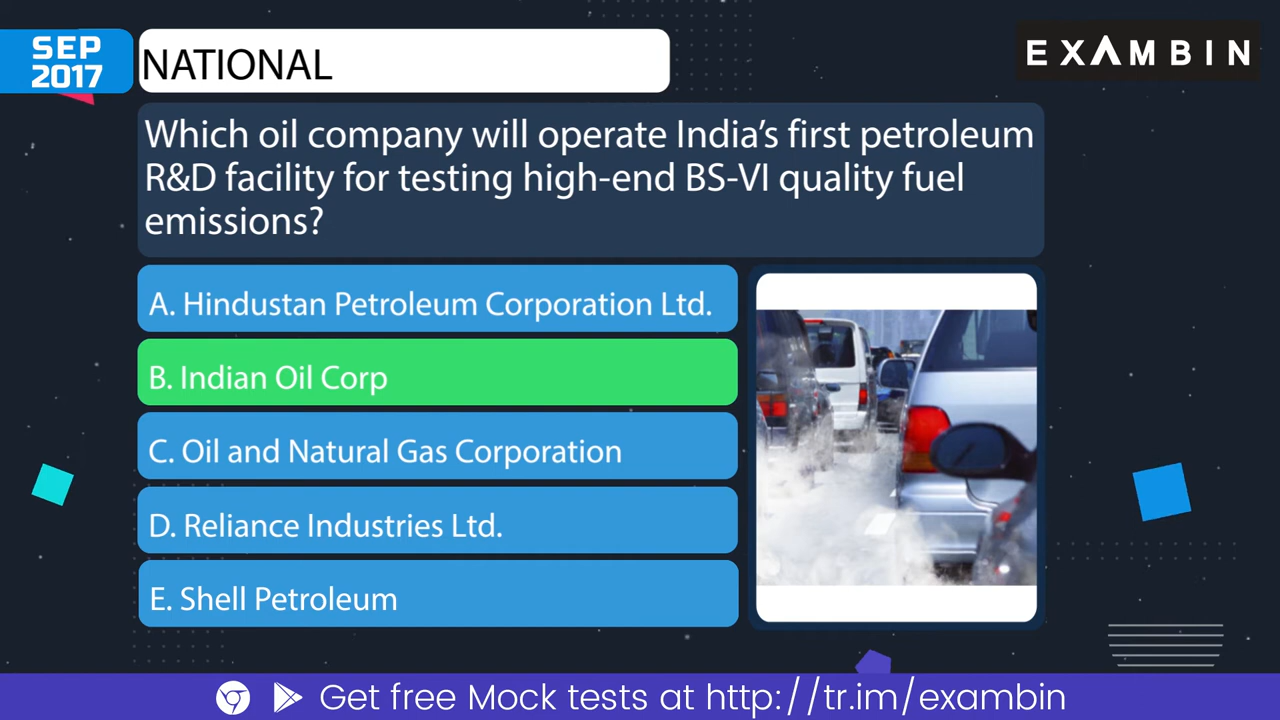 SEP
2017
NATIONAL
EXAMBIN
Which oil company will operate India’s first petroleum
R&D facility for testing high-end BS-VI quality fuel
emissions?
A. Hindustan Petroleum Corporation Ltd.
B. Indian Oil Corp
C. Oil and Natural Gas Corporation
D. Reliance Industries Ltd.
E. Shell Petroleum
Get free Mock tests at http://tr.im/exambin